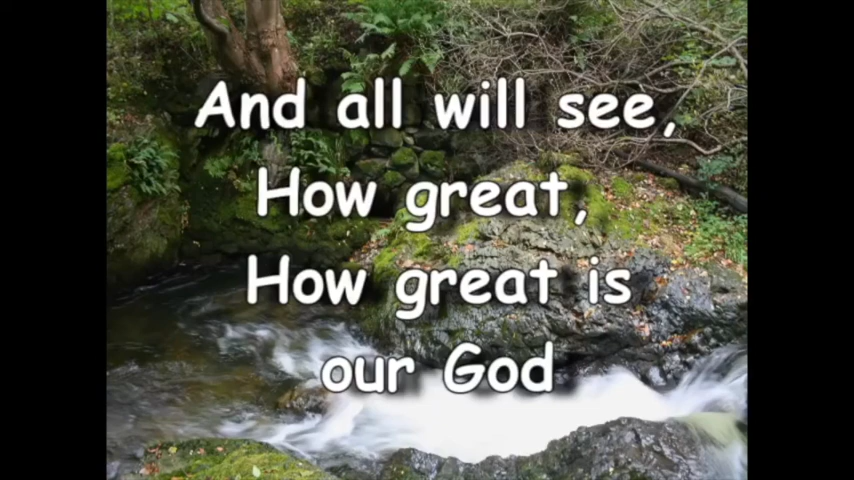 And all will see,
How great,
How great is
our God